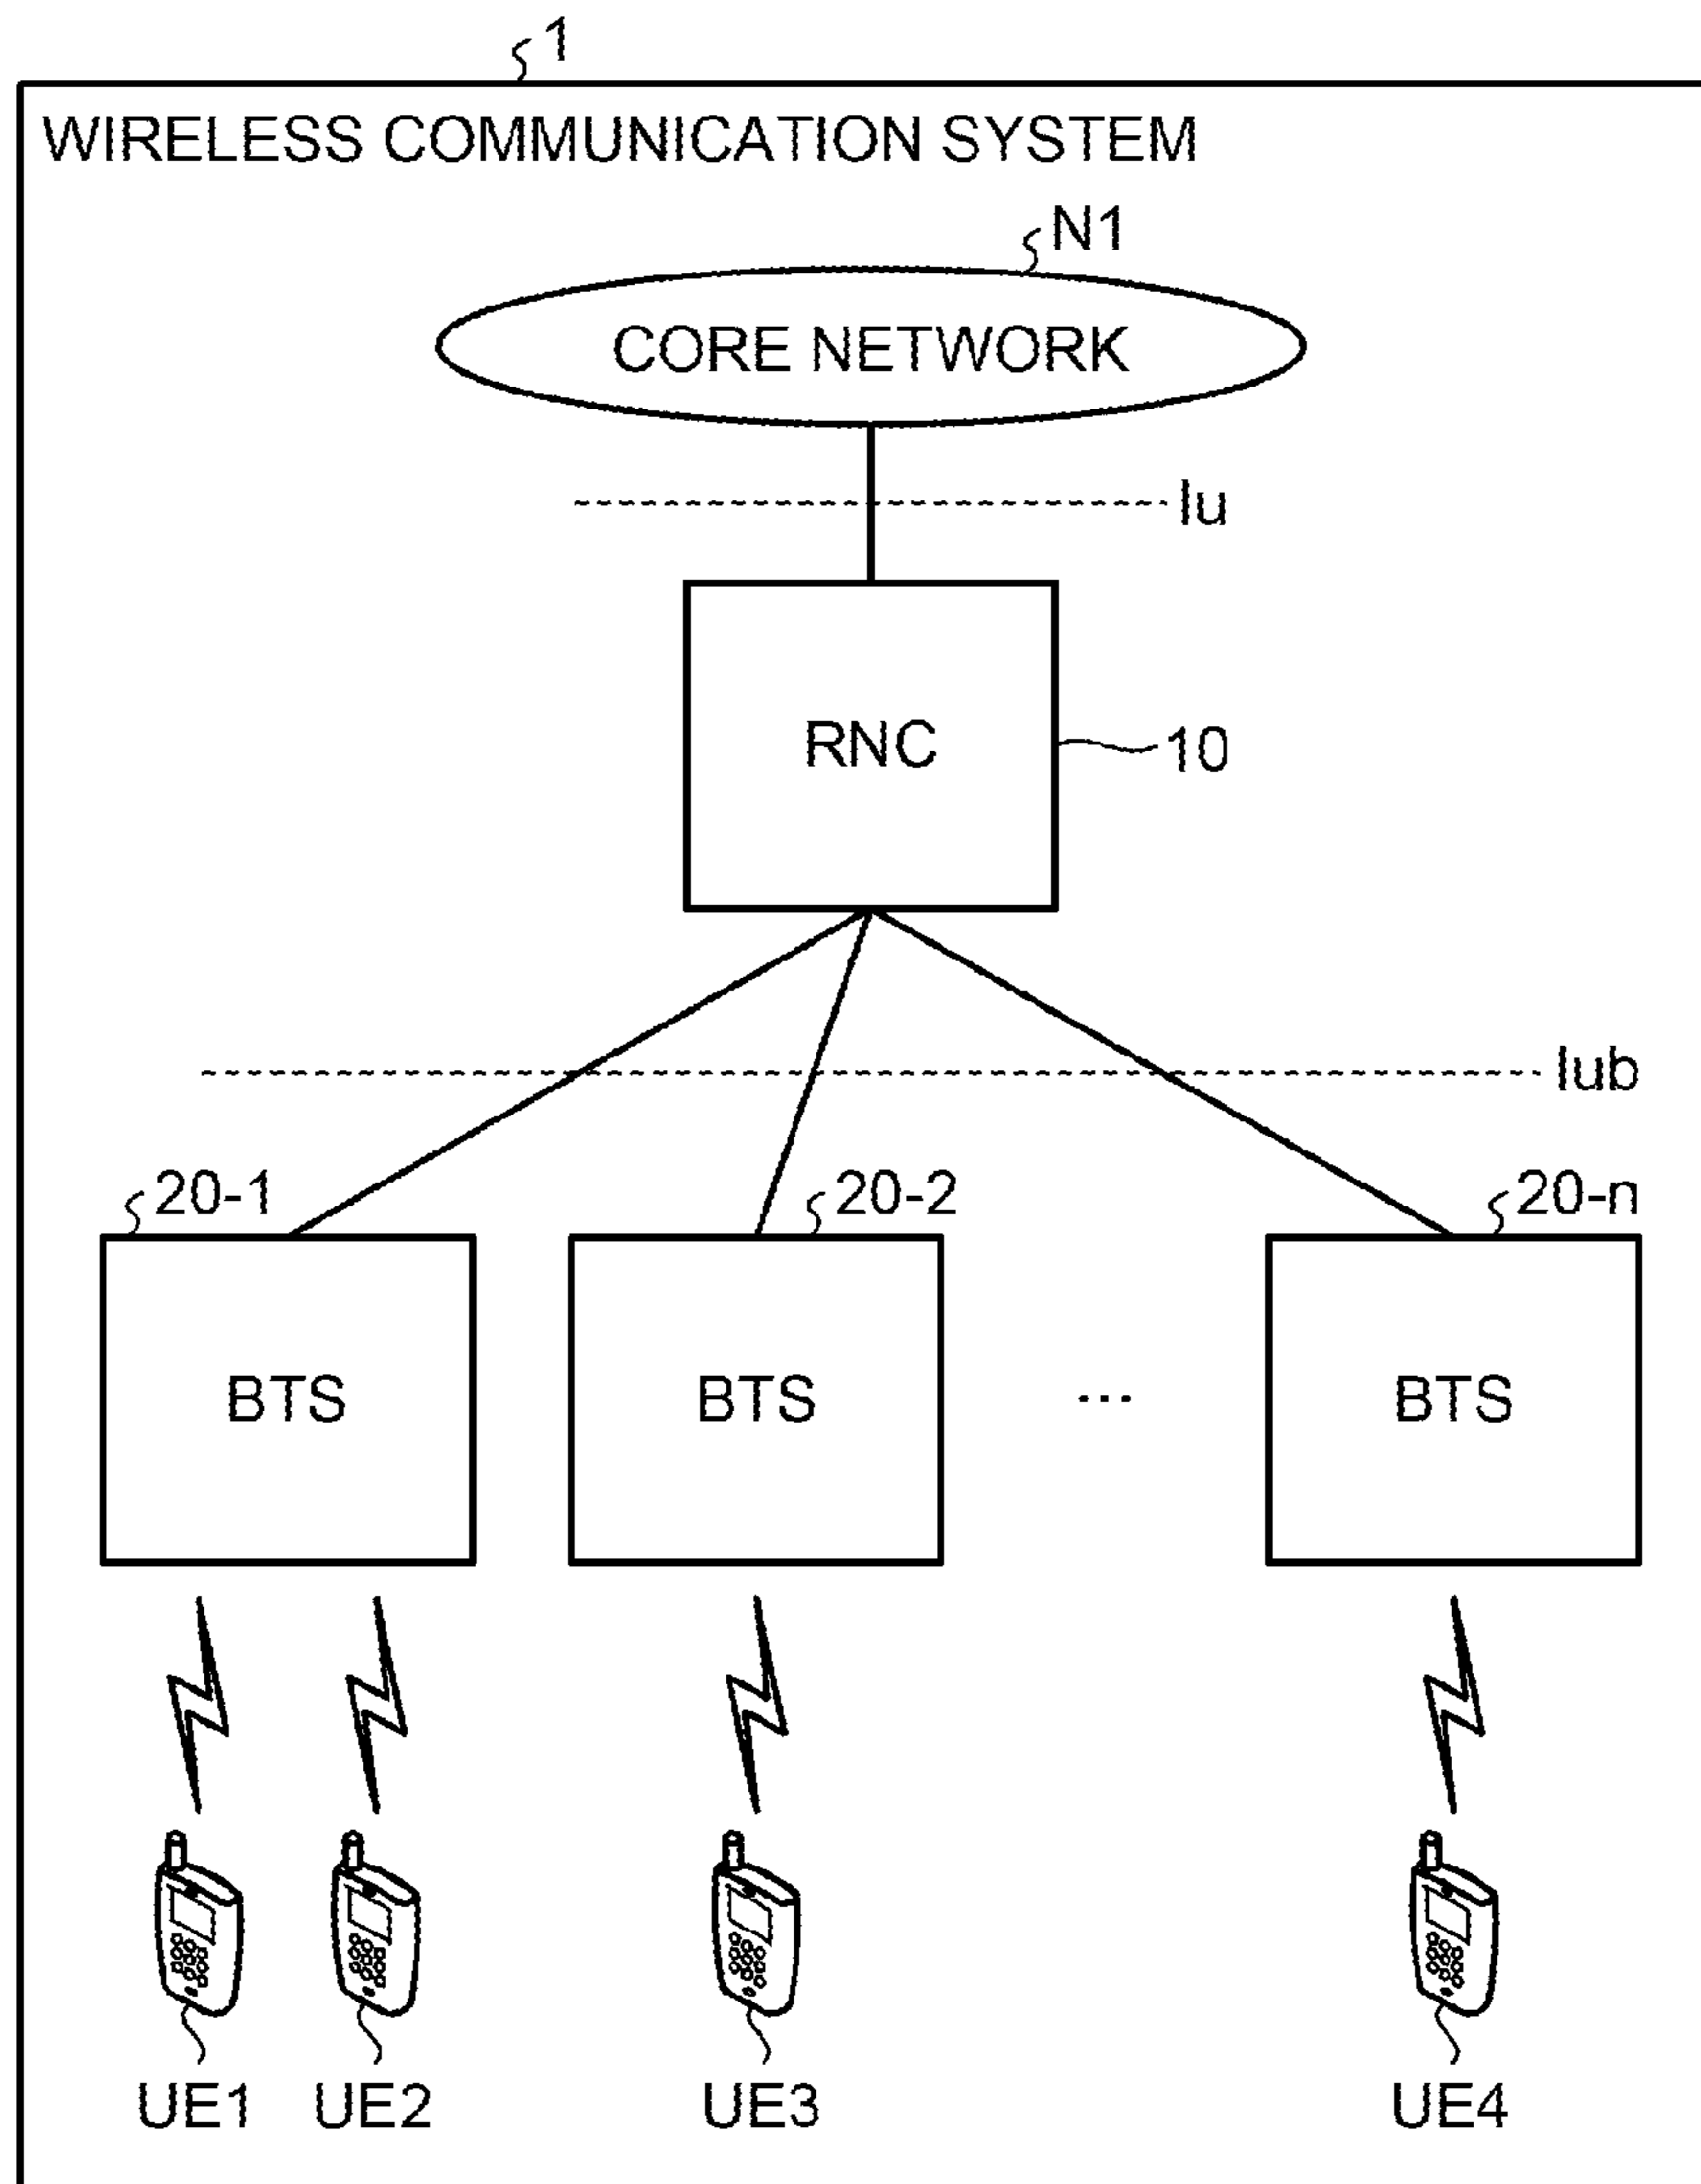 1
WIRELESS COMMUNICATION SYSTEM
N1
CORE NETWORK
Iu
RNC
10
Iub
20-1
20-2
20-n
BTS
BTS
...
BTS
UE1
UE2
UE3
UE4